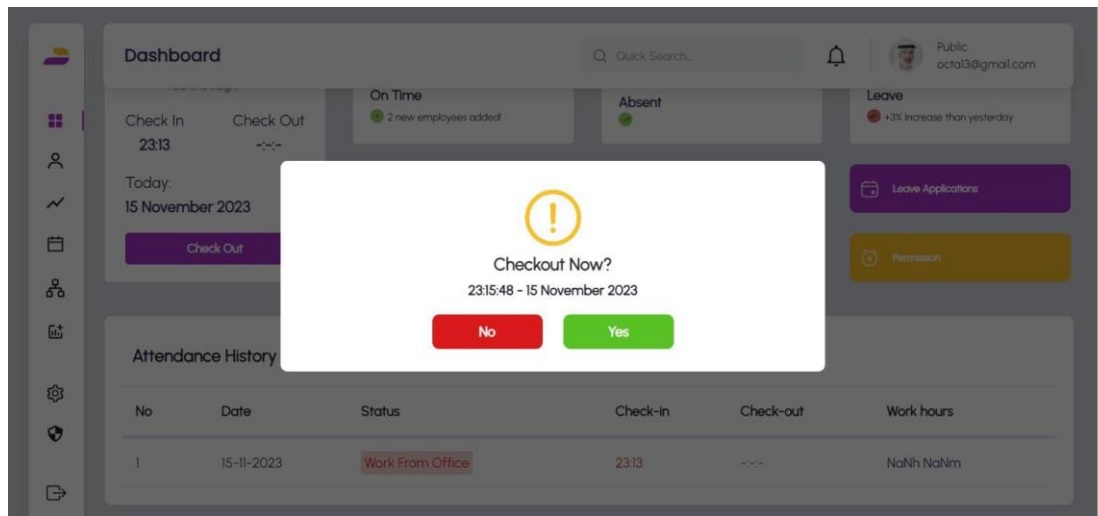 Dashboard
Quick Search...
Public
octal3@gmail.com
On Time
2 new employees added!
Absent
Leave
+3% Increase than yesterday
Check In Check Out
23:13 -:-:-
Today:
15 November 2023
Check Out
Leave Applications
Permission
Checkout Now?
23:15:48 - 15 November 2023
No Yes
Attendance History
No Date Status Check-in Check-out Work hours
1 15-11-2023 Work From Office 23:13 -:-:- NaNh NaNm